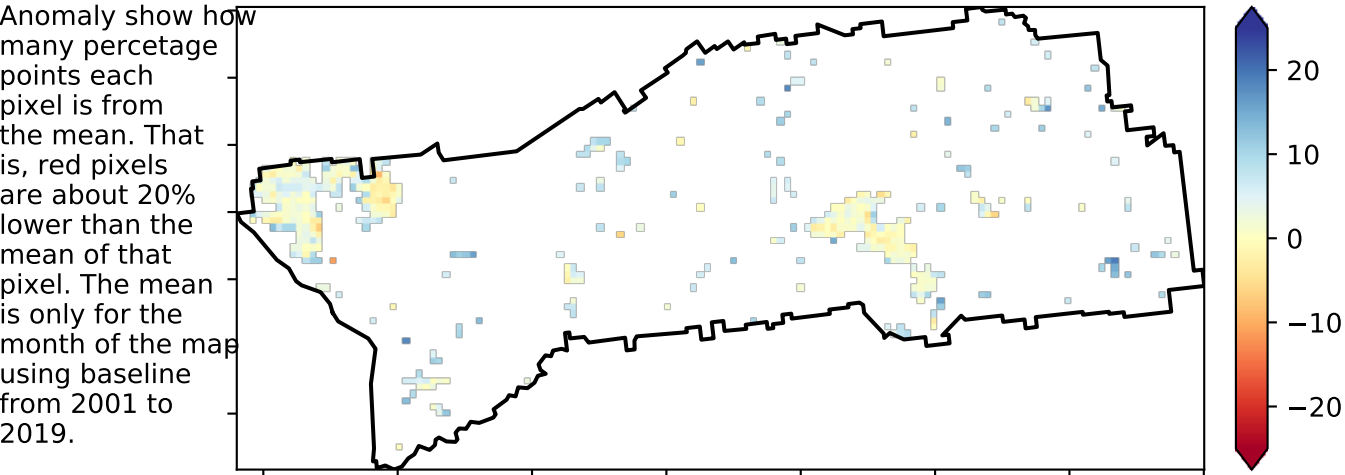 Anomaly show how
many percetage
points each
pixel is from
the mean. That
is, red pixels
are about 20%
lower than the
mean of that
pixel. The mean
is only for the
month of the map
using baseline
from 2001 to
2019.
20
10
0
−10
−20